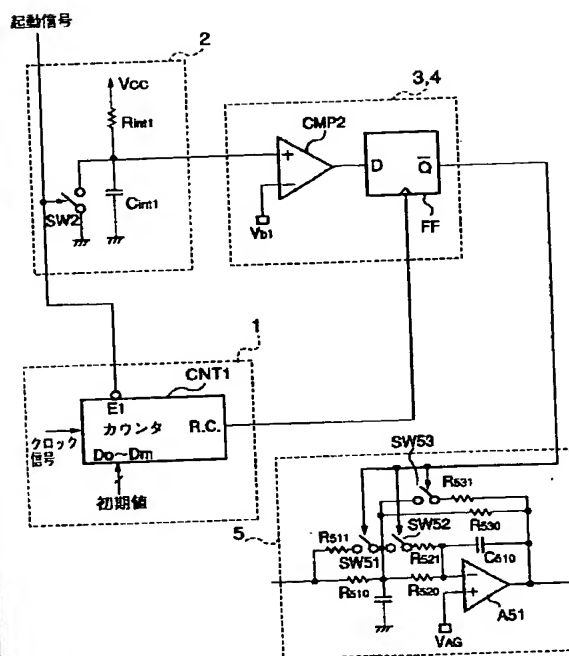 起動信号
2
Vcc
Rint1
Cint1
SW2
3,4
CMP2
+
−
Vb1
D
Q̅
FF
1
CNT1
E1
カウンタ
R.C.
クロック
信号
Do~Dm
初期値
5
SW53
R531
R530
SW52
R511
SW51
R521
C510
R510
R520
−
+
A51
VAG